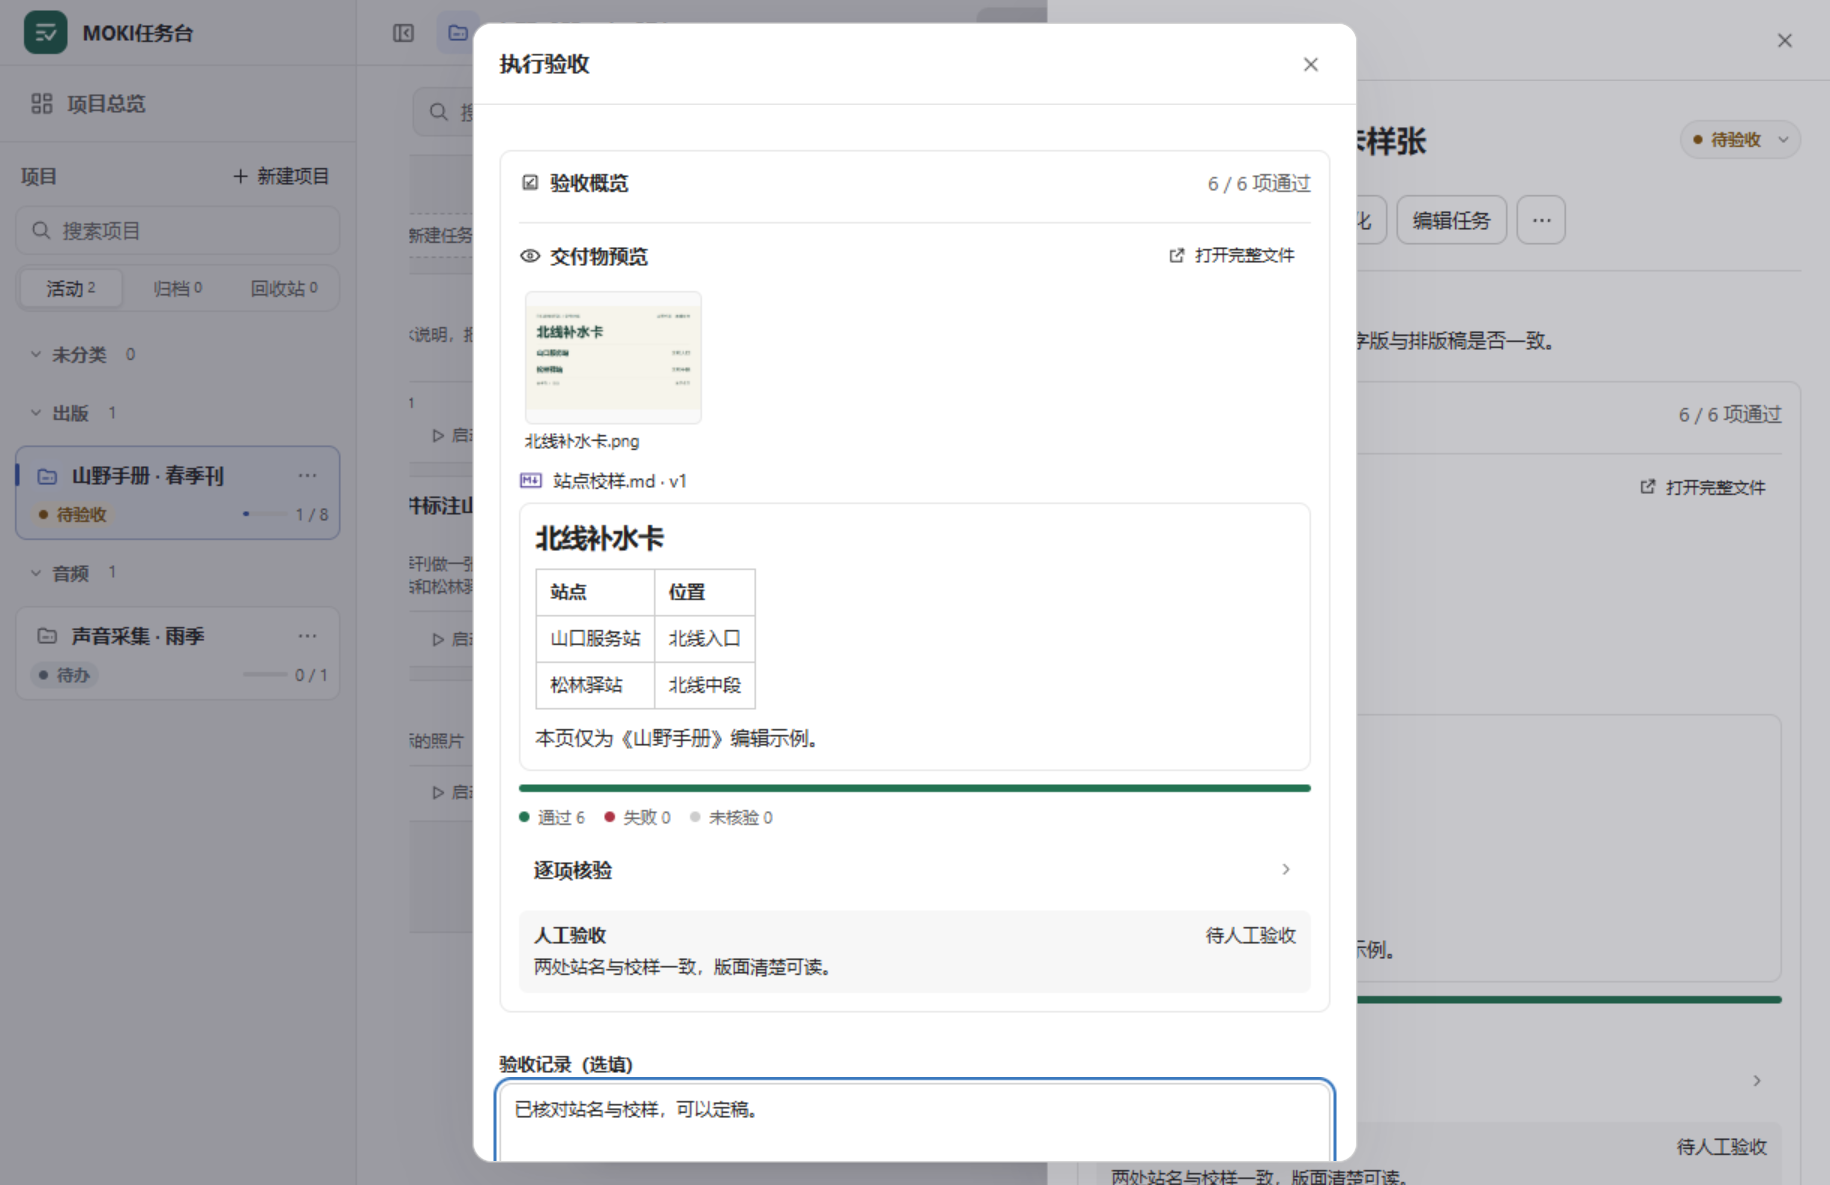 MOKI任务台
项目总览
项目
新建项目
搜索项目
活动 2
归档 0
回收站 0
未分类 0
出版 1
山野手册 · 春季刊
待验收
1 / 8
音频 1
声音采集 · 雨季
待办
0 / 1
新建任务
说明,
1
件标注山
季刊做一张
和松林驿
标的照片
执行验收
验收概览
6 / 6 项通过
交付物预览
打开完整文件
北线补水卡
山口服务站
松林驿站
北线补水卡.png
站点校样.md · v1
北线补水卡
站点 位置
山口服务站 北线入口
松林驿站 北线中段
本页仅为《山野手册》编辑示例。
通过 6
失败 0
未核验 0
逐项核验
人工验收
待人工验收
两处站名与校样一致，版面清楚可读。
验收记录（选填）
已核对站名与校样，可以定稿。
样张
待验收
编辑任务
字版与排版稿是否一致。
6 / 6 项通过
打开完整文件
示例。
待人工验收
两处站名与校样一致，版面清楚可读。